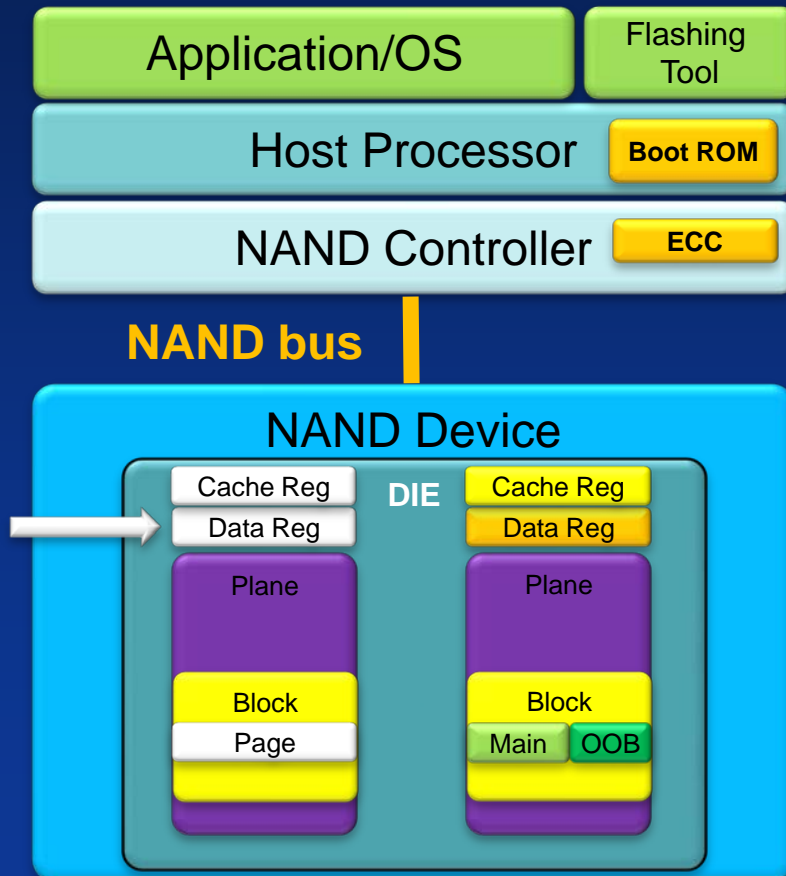 Application/OS
Flashing
Tool
Host Processor
Boot ROM
NAND Controller
ECC
NAND bus
NAND Device
DIE
Cache Reg
Data Reg
Plane
Block
Page
Cache Reg
Data Reg
Plane
Block
Main
OOB